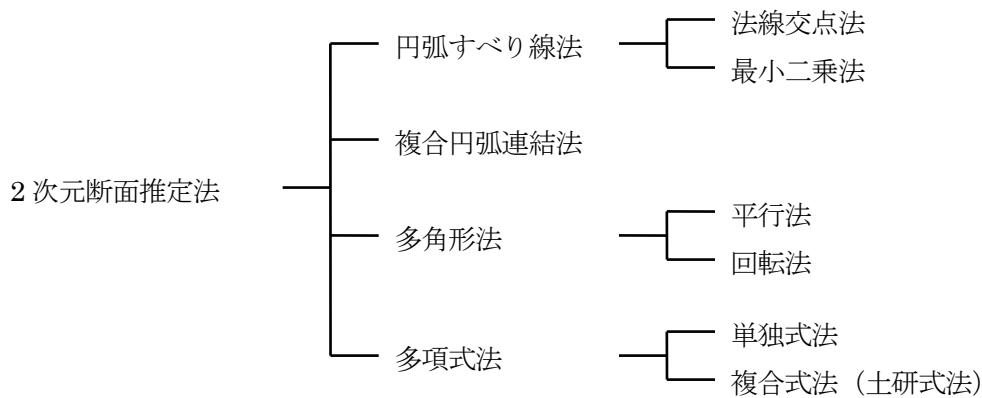 2次元断面推定法
円弧すべり線法
法線交点法
最小二乗法
複合円弧連結法
多角形法
平行法
回転法
多項式法
単独式法
複合式法（土研式法）